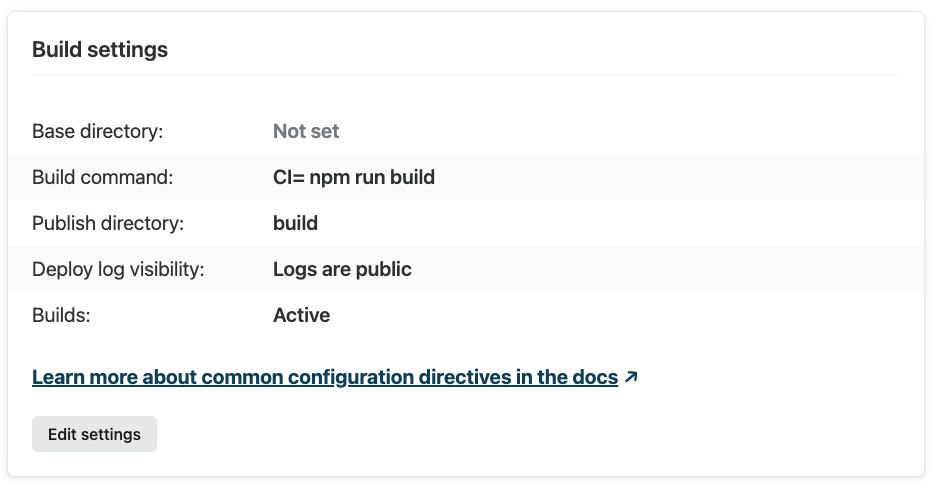 Build settings
Base directory: Not set
Build command: CI= npm run build
Publish directory: build
Deploy log visibility: Logs are public
Builds: Active
Learn more about common configuration directives in the docs ↗
Edit settings